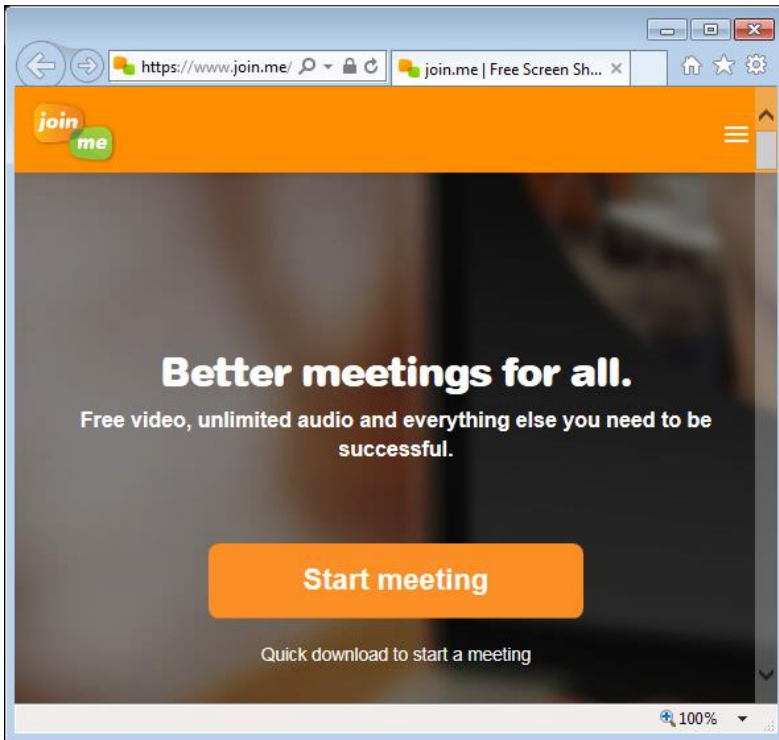 https://www.join.me/
join.me | Free Screen Sh...
join
me
Better meetings for all.
Free video, unlimited audio and everything else you need to be
successful.
Start meeting
Quick download to start a meeting
100%